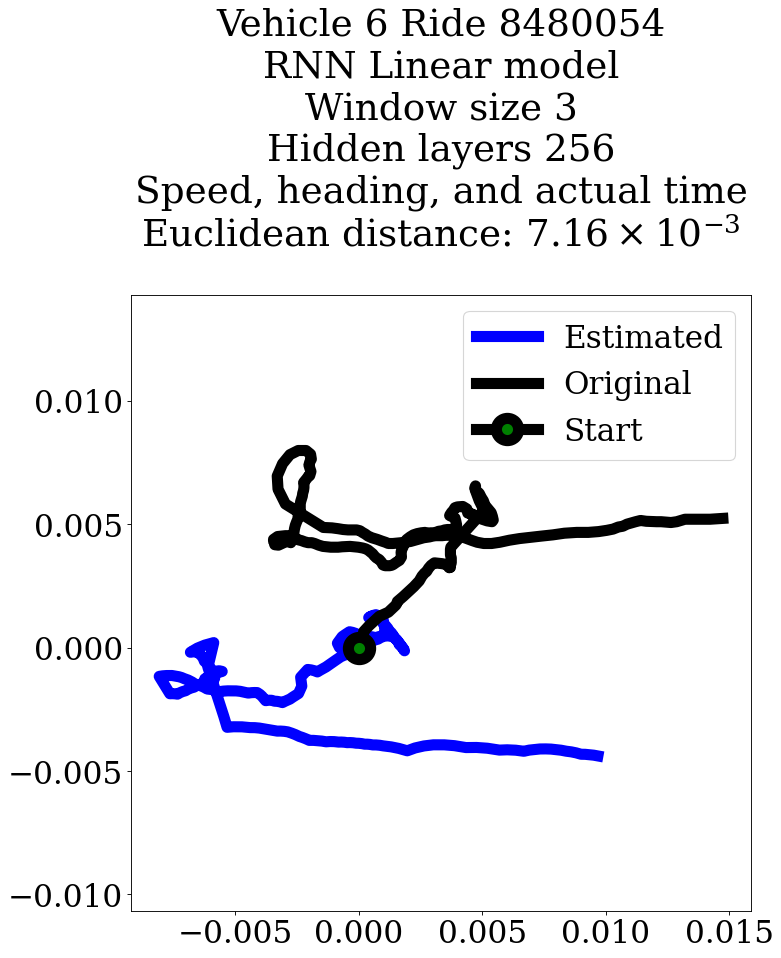 Vehicle 6 Ride 8480054
RNN Linear model
Window size 3
Hidden layers 256
Speed, heading, and actual time
Euclidean distance: 7.16 × 10⁻³
Estimated
Original
Start
0.010
0.005
0.000
−0.005
−0.010
−0.005 0.000 0.005 0.010 0.015